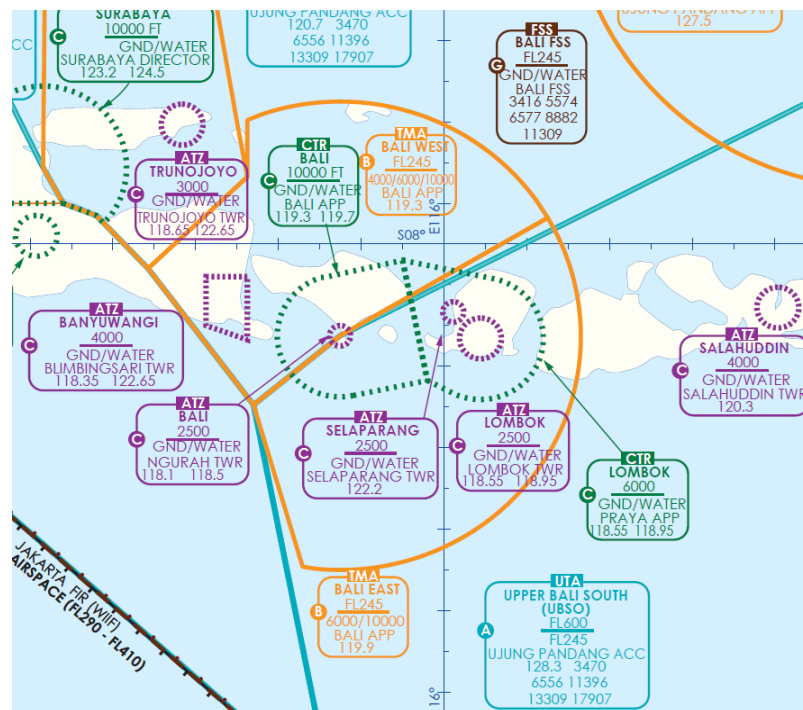 SURABAYA
10000 FT
C
GND/WATER
SURABAYA DIRECTOR
123.2 124.5
ACC
UJUNG PANDANG ACC
120.7 3470
6556 11396
13309 17907
FSS
BALI FSS
FL245
G
GND/WATER
BALI FSS
3416 5574
6577 8882
11309
127.5
ATZ
TRUNOJOYO
3000
C
GND/WATER
TRUNOJOYO TWR
118.65 122.65
CTR
BALI
10000 FT
C
GND/WATER
BALI APP
119.3 119.7
TMA
BALI WEST
FL245
B
4000/6000/10000
BALI APP
119.3
E116°
S08°
ATZ
BANYUWANGI
4000
C
GND/WATER
BLIMBINGSARI TWR
118.35 122.65
ATZ
BALI
2500
C
GND/WATER
NGURAH TWR
118.1 118.5
ATZ
SELAPARANG
2500
C
GND/WATER
SELAPARANG TWR
122.2
ATZ
LOMBOK
2500
C
GND/WATER
LOMBOK TWR
118.55 118.95
ATZ
SALAHUDDIN
4000
C
GND/WATER
SALAHUDDIN TWR
120.3
CTR
LOMBOK
6000
C
GND/WATER
PRAYA APP
118.55 118.95
JAKARTA FIR (WIIF)
AIRSPACE (FL290 - FL410)
TMA
BALI EAST
FL245
B
6000/10000
BALI APP
119.9
UTA
UPPER BALI SOUTH
(UBSO)
FL600
A
FL245
UJUNG PANDANG ACC
128.3 3470
6556 11396
13309 17907
16°